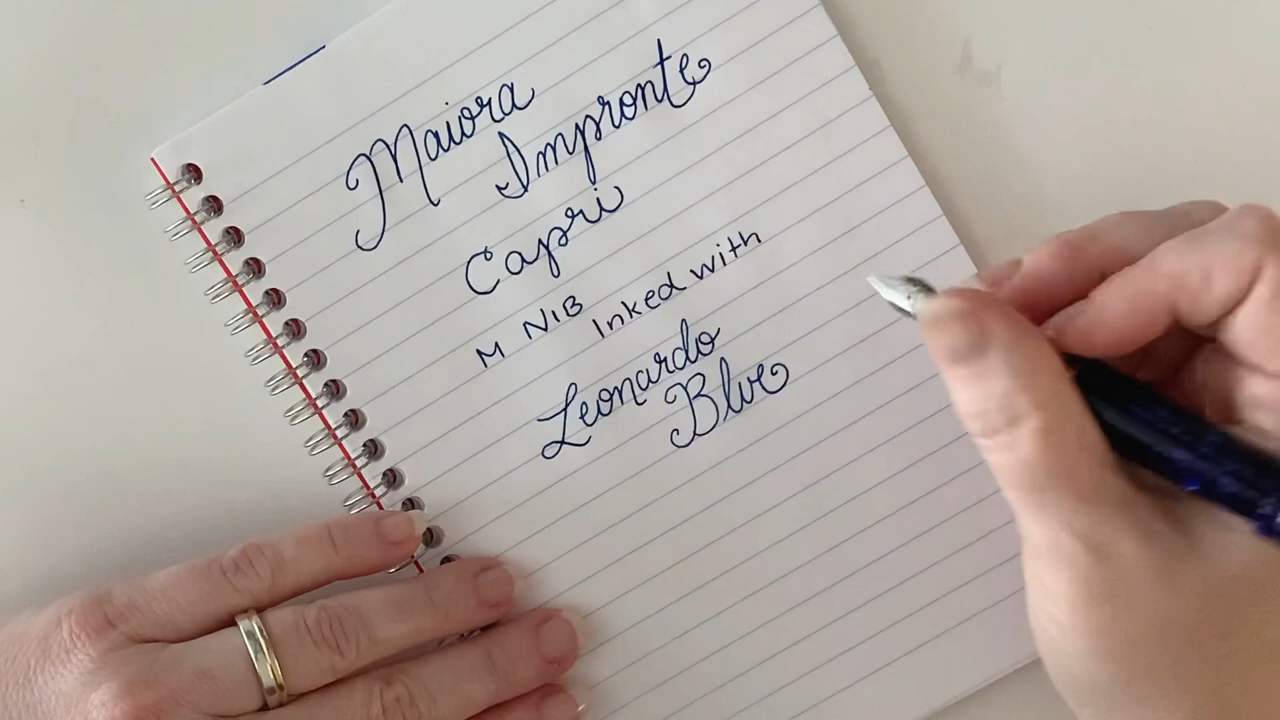 Maiora
Impronte
Capri
M NIB
Inked with
Leonardo
Blue